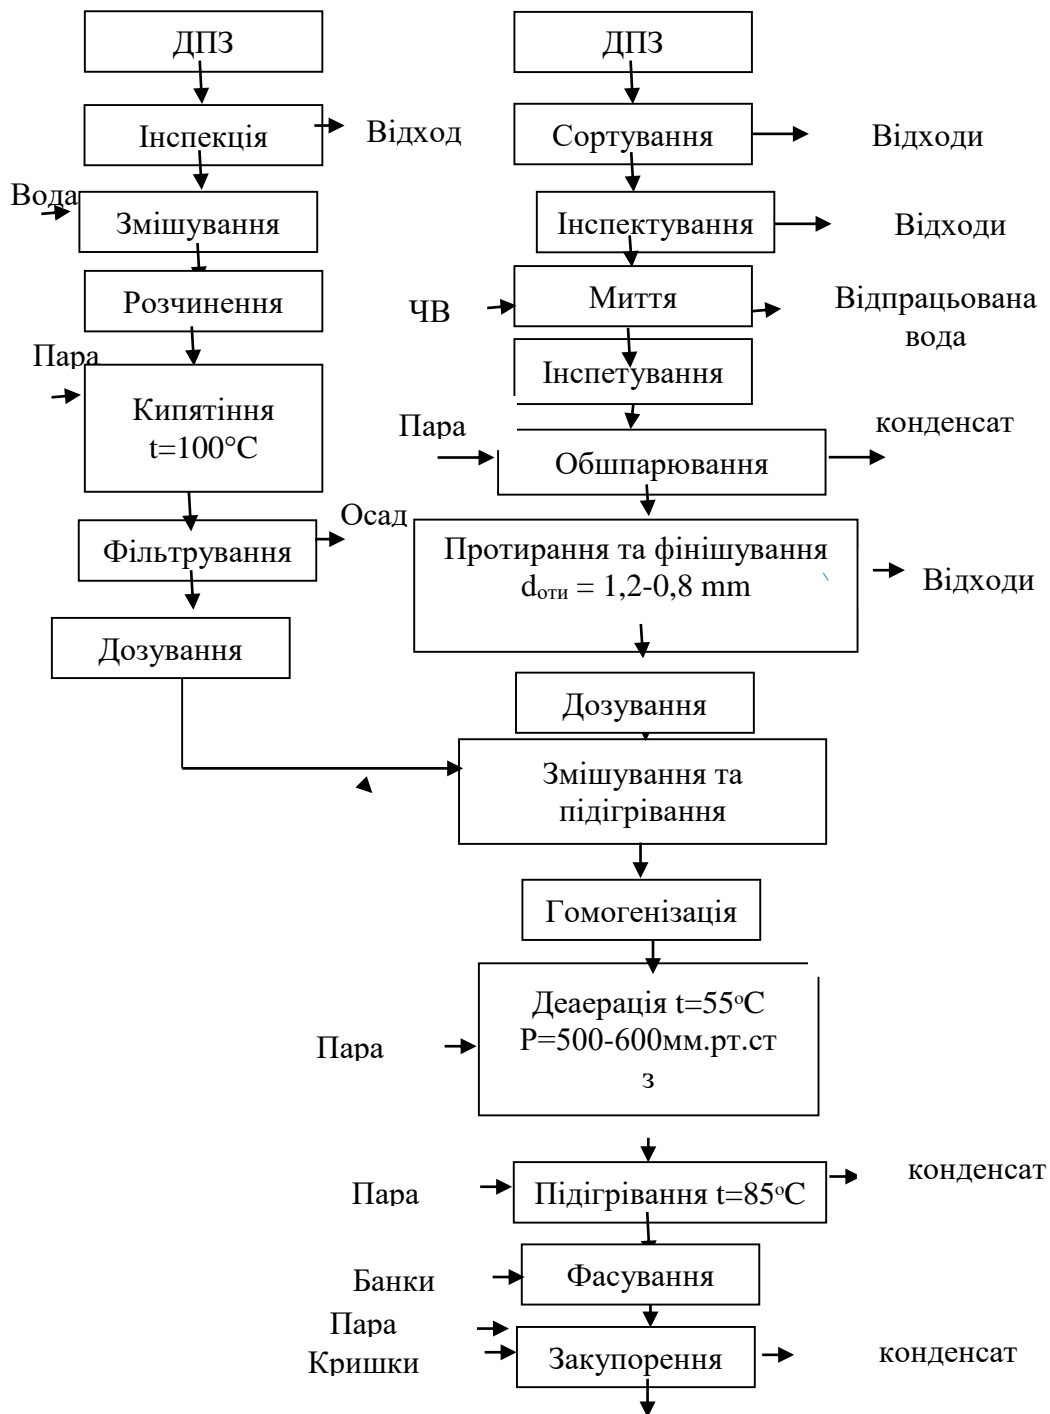 ДПЗ
ДПЗ
Інспекція
Відход
Сортування
Відходи
Вода
Змішування
Інспектування
Відходи
Розчинення
ЧВ
Миття
Відпрацьована
вода
Пара
Кипятіння
t=100°C
Інспетування
Пара
Обшпарювання
конденсат
Фільтрування
Осад
Протирання та фінішування
dоти = 1,2-0,8 mm
Відходи
Дозування
Дозування
Змішування та
підігрівання
Гомогенізація
Пара
Деаерація t=55°C
Р=500-600мм.рт.ст
з
Пара
Підігрівання t=85°C
конденсат
Банки
Фасування
Пара
Кришки
Закупорення
конденсат